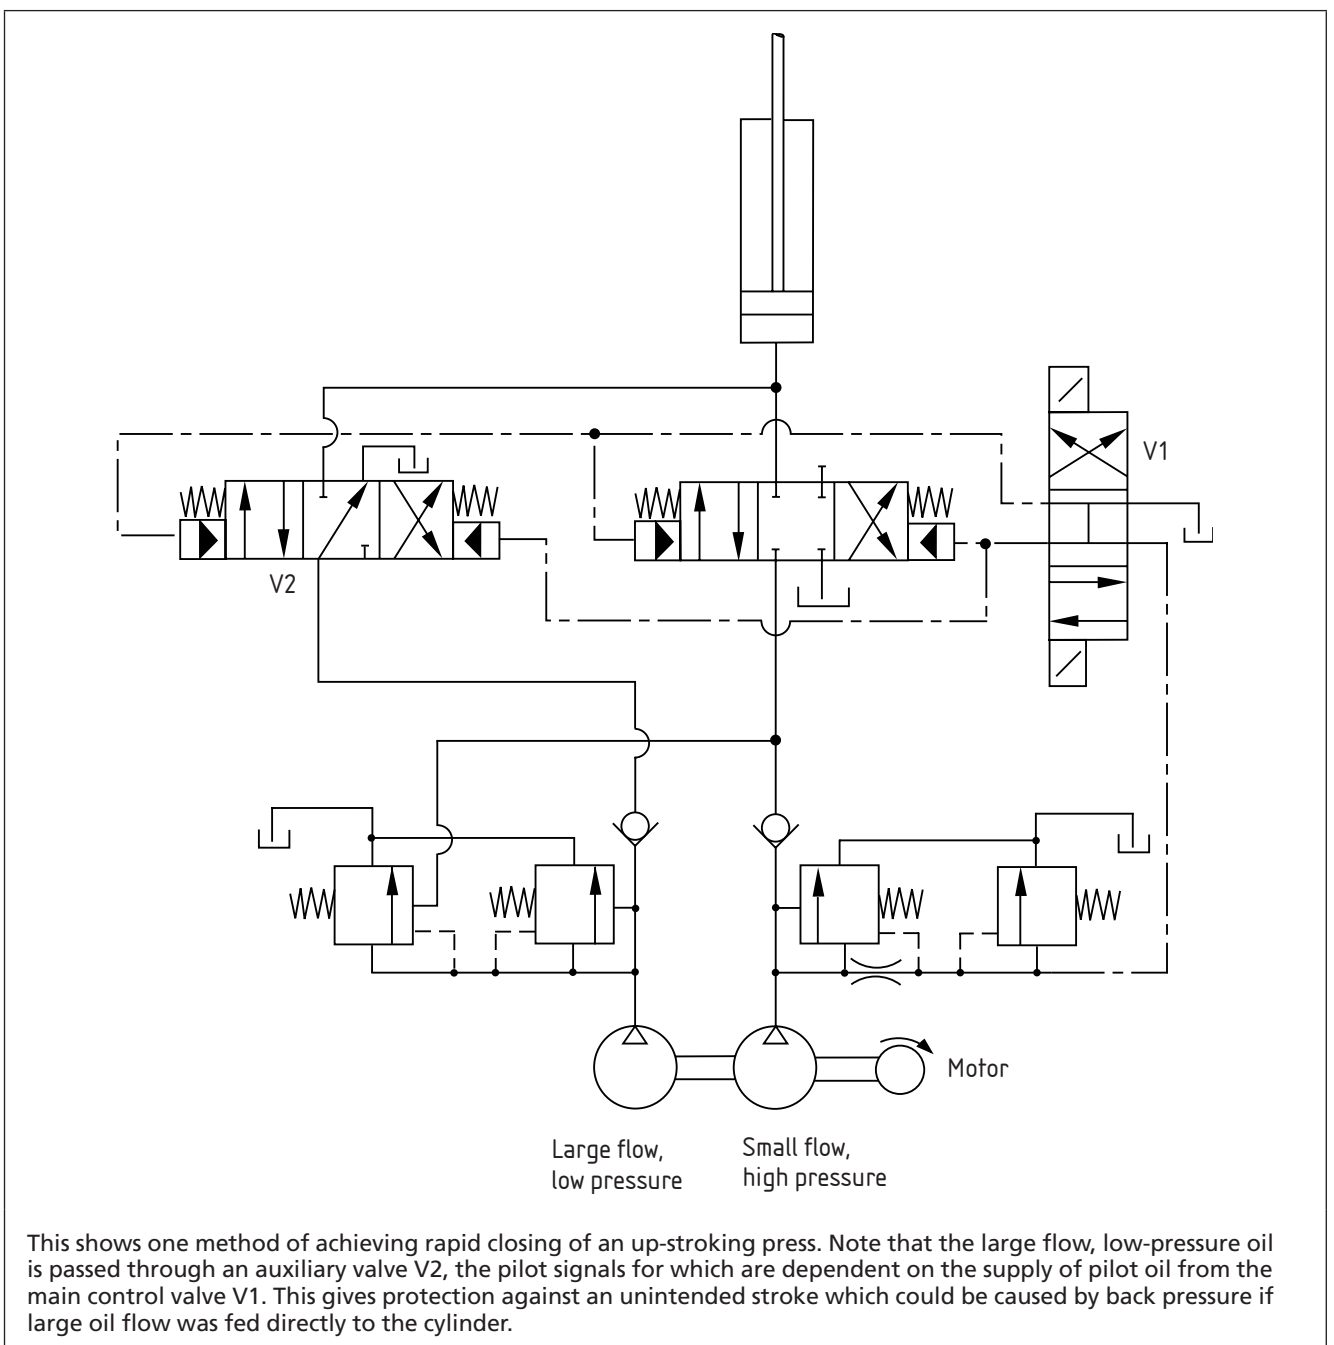 V1
V2
Motor
Large flow,
low pressure
Small flow,
high pressure
This shows one method of achieving rapid closing of an up-stroking press. Note that the large flow, low-pressure oil
is passed through an auxiliary valve V2, the pilot signals for which are dependent on the supply of pilot oil from the
main control valve V1. This gives protection against an unintended stroke which could be caused by back pressure if
large oil flow was fed directly to the cylinder.